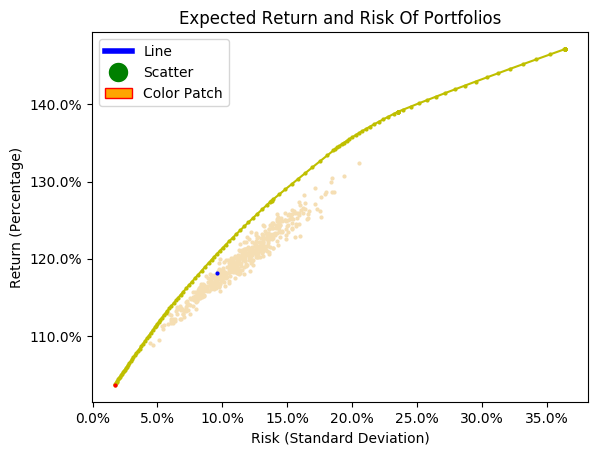 Expected Return and Risk Of Portfolios
Line
Scatter
Color Patch
140.0%
130.0%
120.0%
110.0%
Return (Percentage)
0.0% 5.0% 10.0% 15.0% 20.0% 25.0% 30.0% 35.0%
Risk (Standard Deviation)